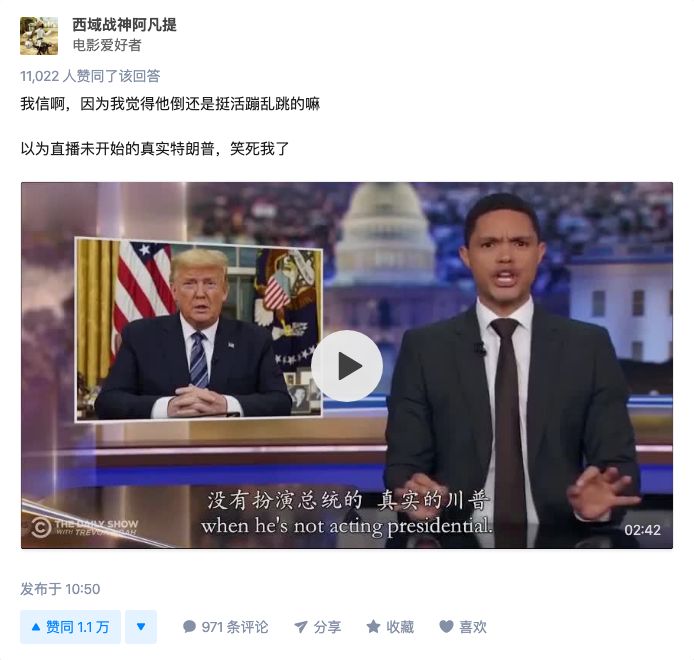 西域战神阿凡提
电影爱好者
11,022 人赞同了该回答
我信啊，因为我觉得他倒还是挺活蹦乱跳的嘛
以为直播未开始的真实特朗普，笑死我了
没有扮演总统的 真实的川普
when he's not acting presidential.
THE DAILY SHOW
WITH TREVOR NOAH
02:42
发布于 10:50
赞同 1.1 万
971 条评论 分享 收藏 喜欢